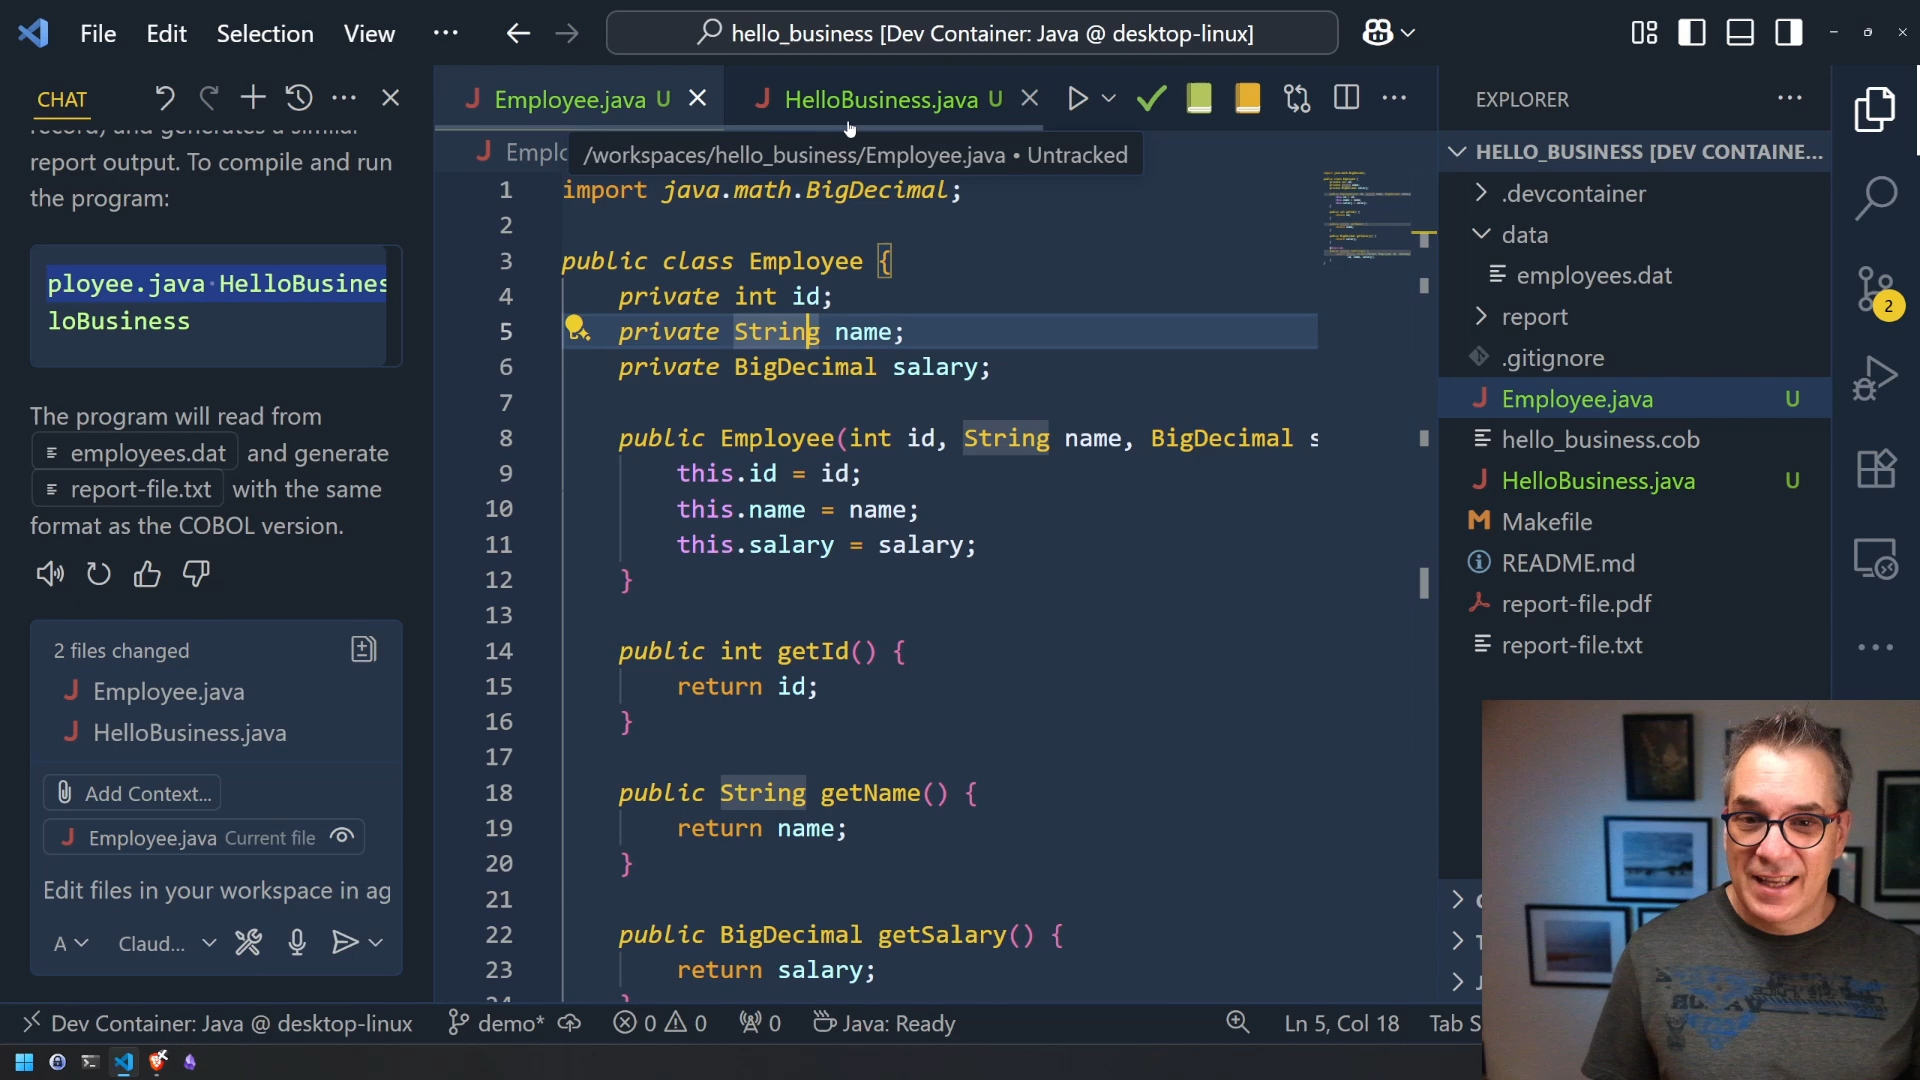 File Edit Selection View ...
hello_business [Dev Container: Java @ desktop-linux]
CHAT
report output. To compile and run
the program:
ployee.java HelloBusines
loBusiness
The program will read from
employees.dat and generate
report-file.txt with the same
format as the COBOL version.
2 files changed
Employee.java
HelloBusiness.java
Add Context...
Employee.java Current file
Edit files in your workspace in ag
A Claud...
Employee.java U
HelloBusiness.java U
Emplo
/workspaces/hello_business/Employee.java • Untracked
1 import java.math.BigDecimal;
2
3 public class Employee {
4 private int id;
5 private String name;
6 private BigDecimal salary;
7
8 public Employee(int id, String name, BigDecimal s
9 this.id = id;
10 this.name = name;
11 this.salary = salary;
12 }
13
14 public int getId() {
15 return id;
16 }
17
18 public String getName() {
19 return name;
20 }
21
22 public BigDecimal getSalary() {
23 return salary;
EXPLORER
HELLO_BUSINESS [DEV CONTAINE...
.devcontainer
data
employees.dat
report
.gitignore
Employee.java U
hello_business.cob
HelloBusiness.java U
Makefile
README.md
report-file.pdf
report-file.txt
2
Dev Container: Java @ desktop-linux demo* 0 0 0 Java: Ready Ln 5, Col 18 Tab S